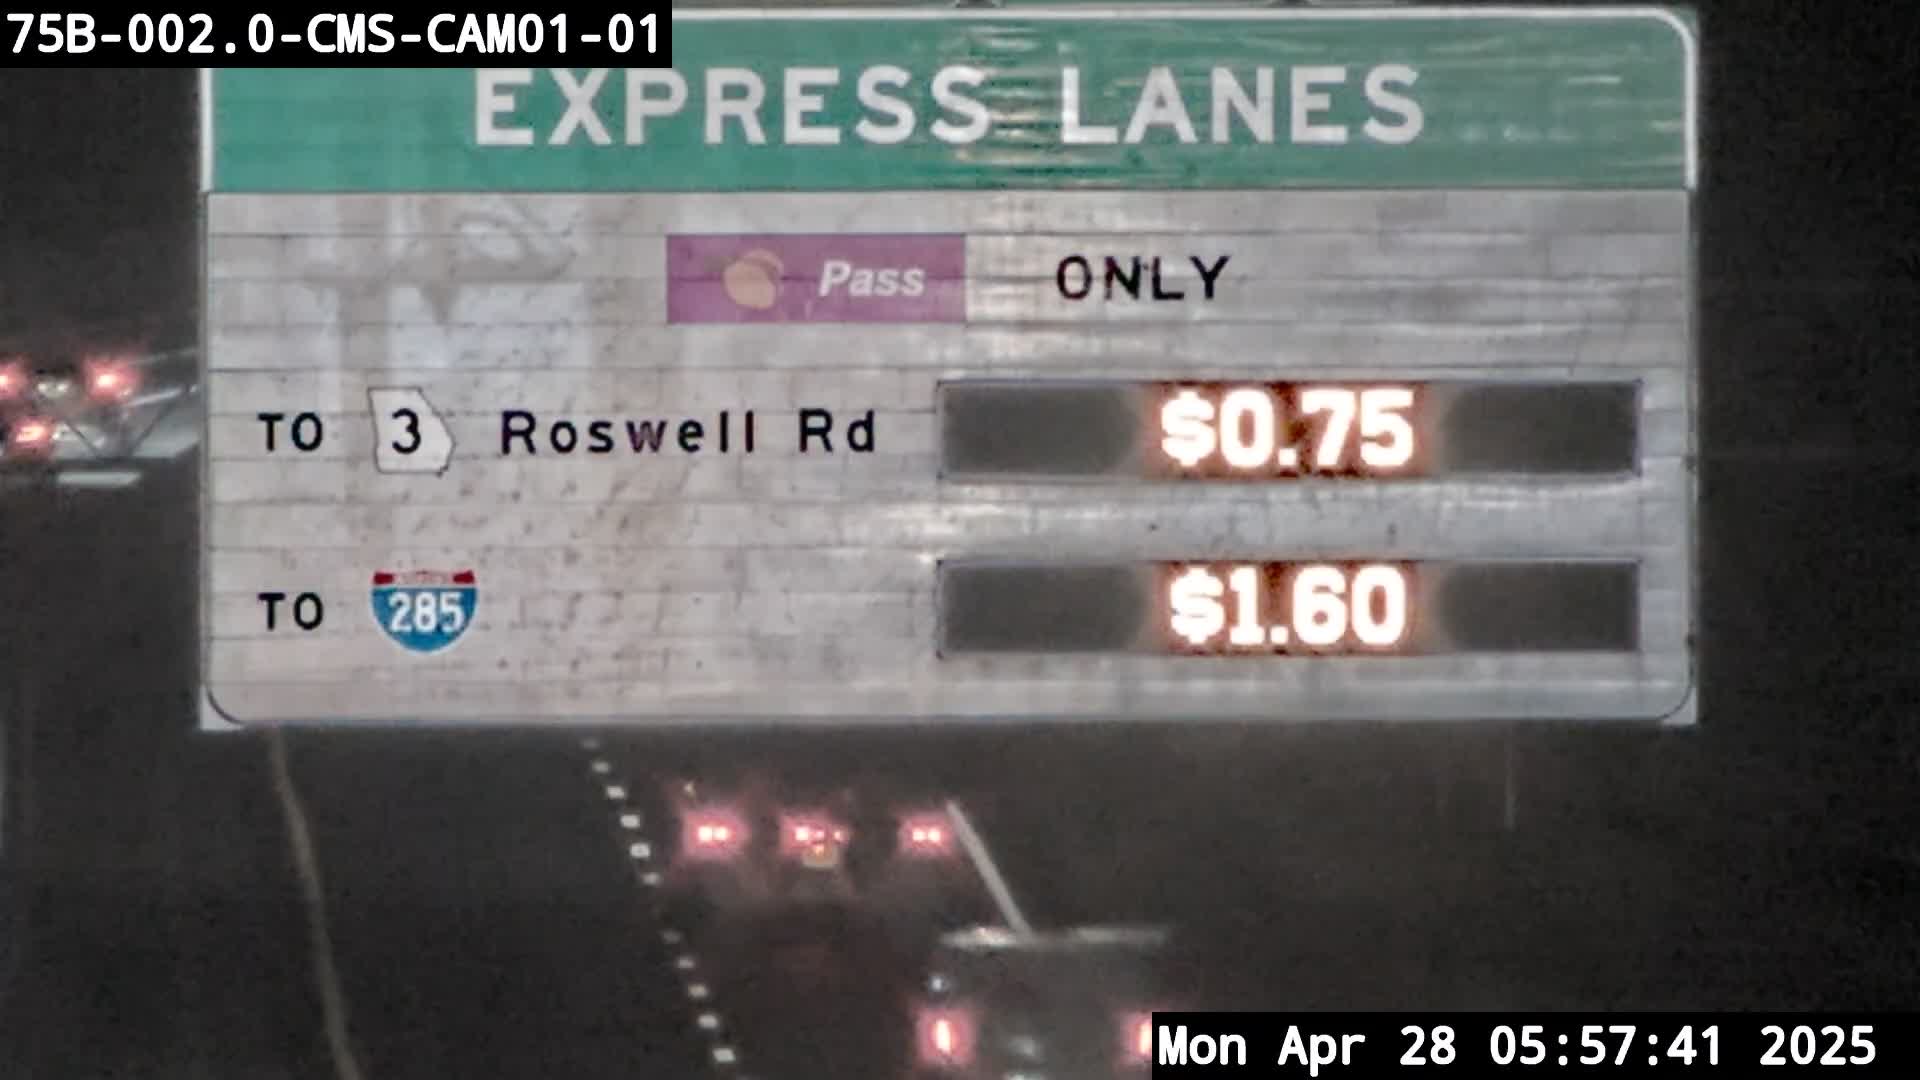 75B-002.0-CMS-CAM01-01
EXPRESS LANES
Pass ONLY
TO 3 Roswell Rd $0.75
TO 285 $1.60
Mon Apr 28 05:57:41 2025